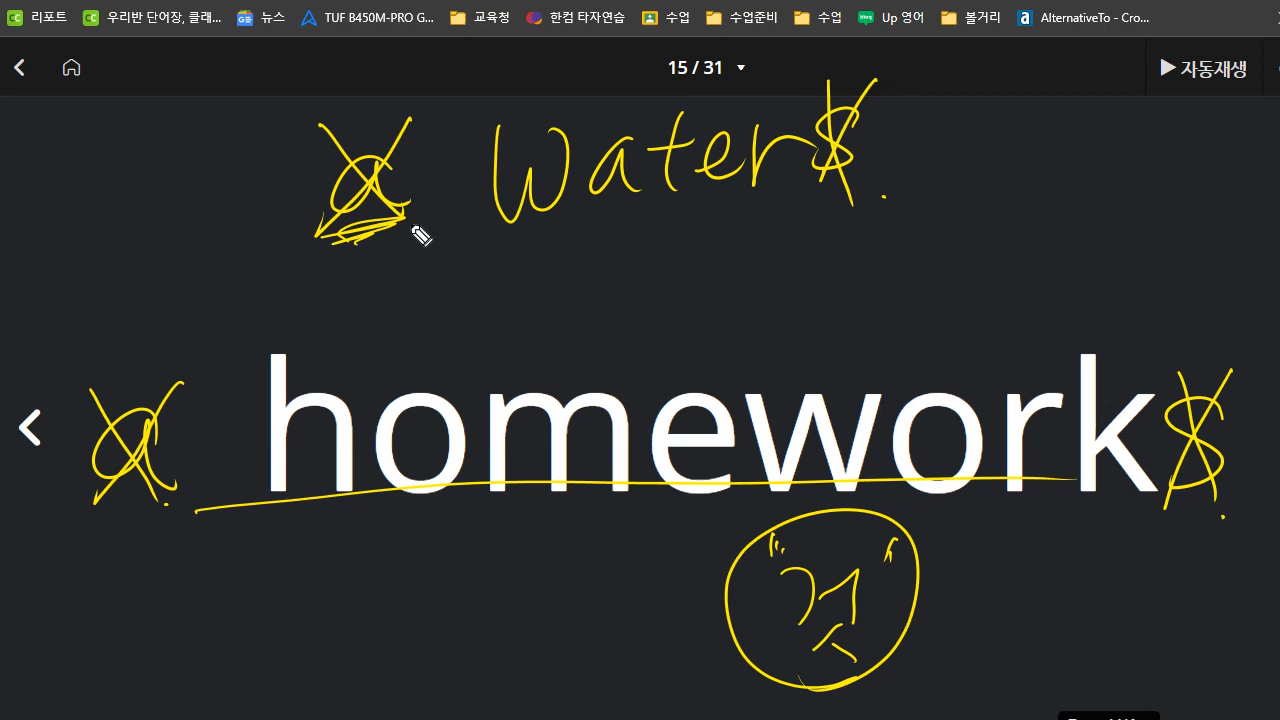 리포트 우리반 단어장, 클래... 뉴스 TUF B450M-PRO G... 교육청 한컴 타자연습 수업 수업준비 수업 Up 영어 볼거리 AlternativeTo - Cro...
15 / 31 자동재생
a waters.
a homeworks.